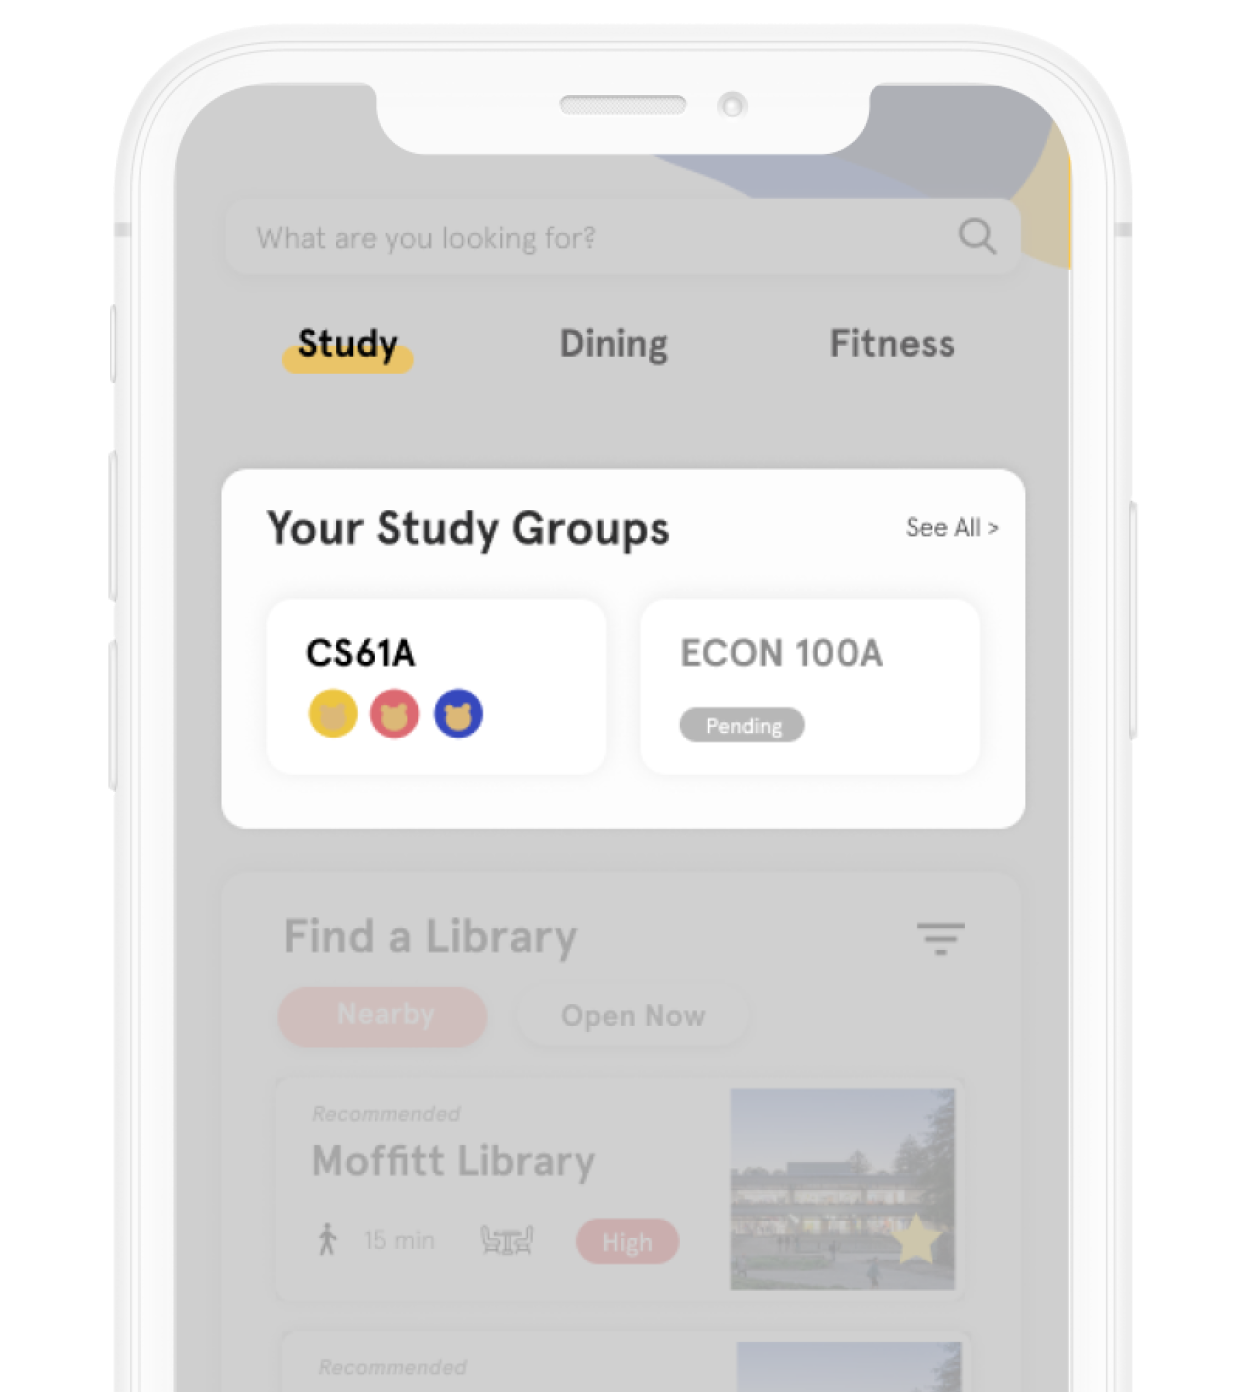 What are you looking for?
Study Dining Fitness
Your Study Groups See All >
CS61A ECON 100A
Pending
Find a Library
Nearby Open Now
Recommended
Moffitt Library
15 min High
Recommended